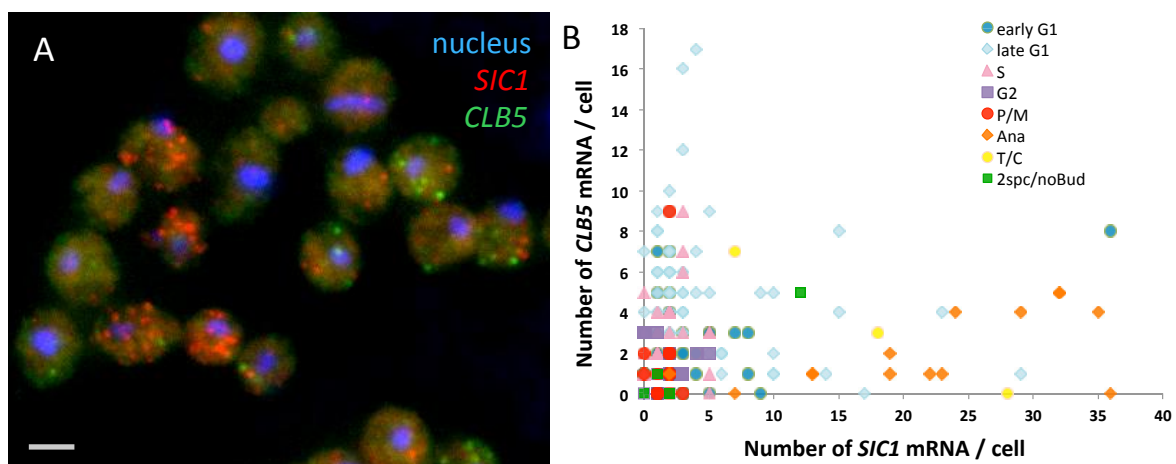 A
nucleus
SIC1
CLB5
B
early G1
late G1
S
G2
P/M
Ana
T/C
2spc/noBud
Number of CLB5 mRNA / cell
18
16
14
12
10
8
6
4
2
0
0 5 10 15 20 25 30 35 40
Number of SIC1 mRNA / cell